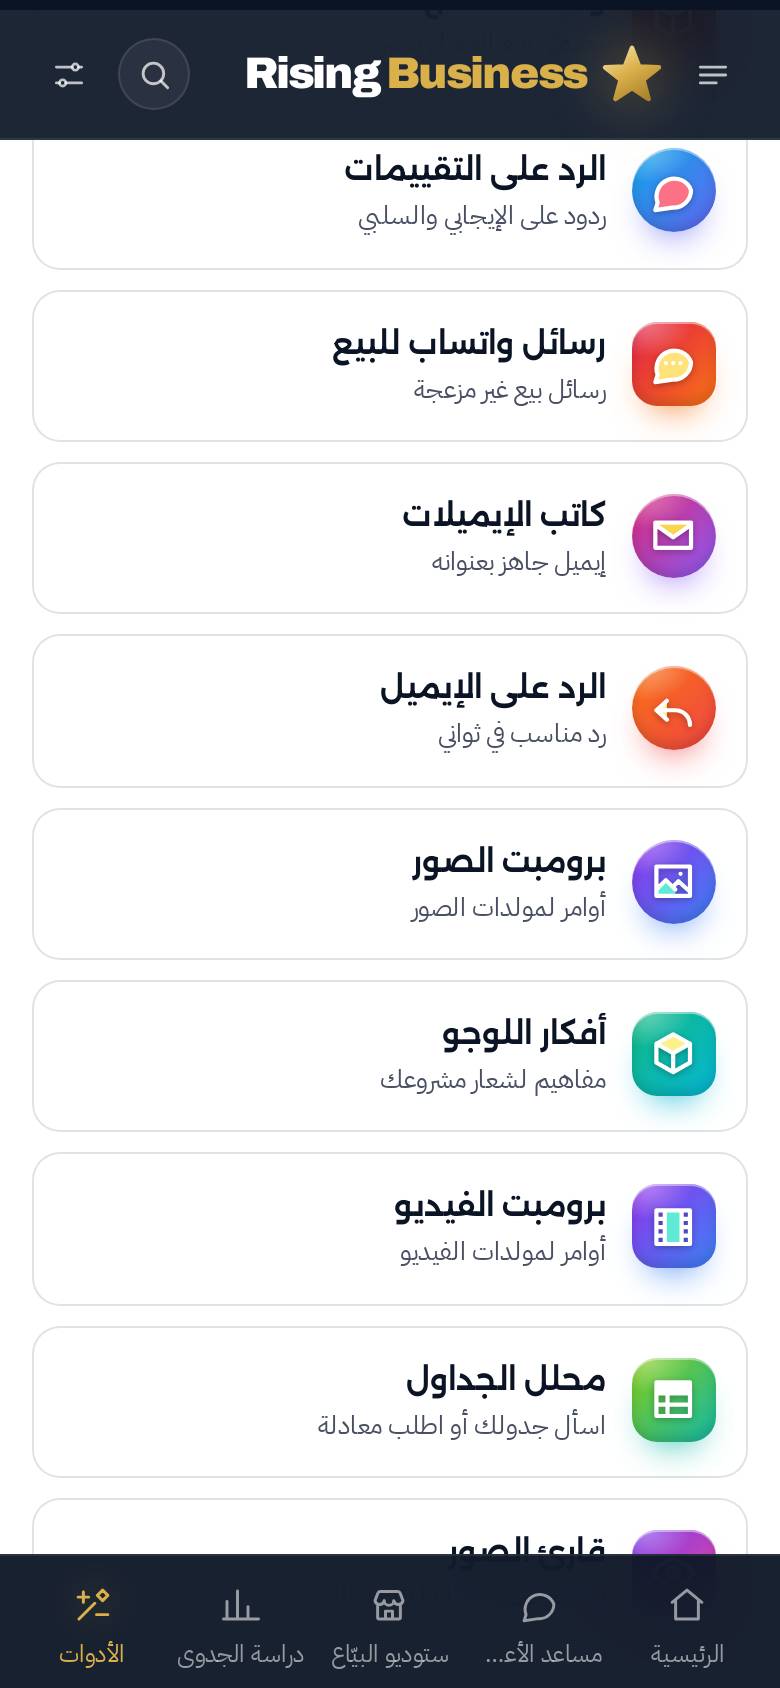 Rising Business
الرد على التقييمات
ردود على الإيجابي والسلبي
رسائل واتساب للبيع
رسائل بيع غير مزعجة
كاتب الإيميلات
إيميل جاهز بعنوانه
الرد على الإيميل
رد مناسب في ثواني
برومبت الصور
أوامر لمولدات الصور
أفكار اللوجو
مفاهيم لشعار مشروعك
برومبت الفيديو
أوامر لمولدات الفيديو
محلل الجداول
اسأل جدولك أو اطلب معادلة
قارئ الصور
الرئيسية
مساعد الأعـ...
ستوديو البيّاع
دراسة الجدوى
الأدوات